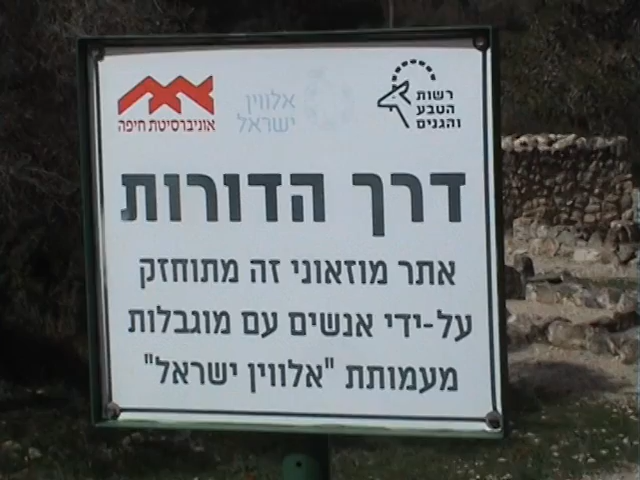 רשות
הטבע
והגנים
אלווין
ישראל
אוניברסיטת חיפה
דרך הדורות
אתר מוזאוני זה מתוחזק
על-ידי אנשים עם מוגבלות
מעמותת "אלווין ישראל"